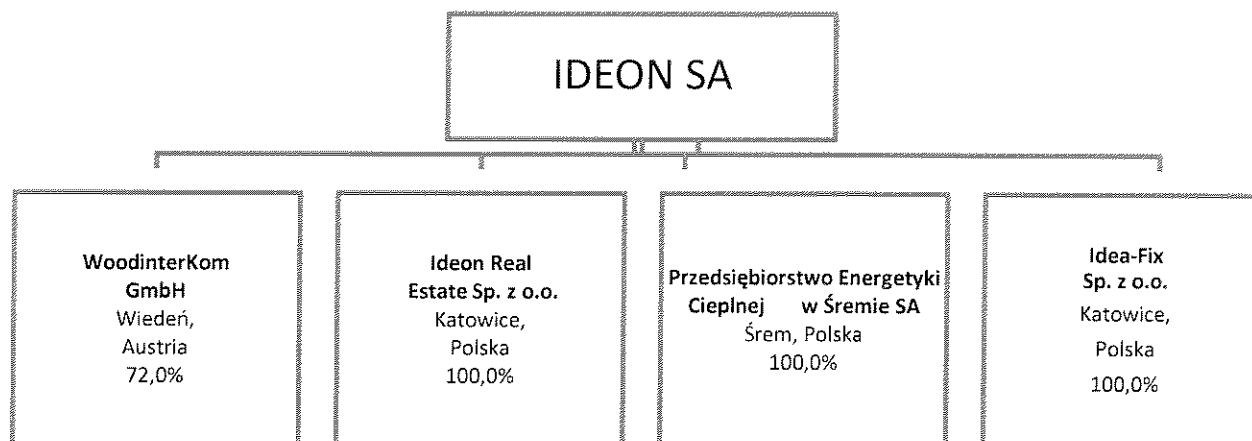 IDEON SA
WoodinterKom
GmbH
Wiedeń,
Austria
72,0%
Ideon Real
Estate Sp. z o.o.
Katowice,
Polska
100,0%
Przedsiębiorstwo Energetyki
Cieplnej w Śremie SA
Śrem, Polska
100,0%
Idea-Fix
Sp. z o.o.
Katowice,
Polska
100,0%